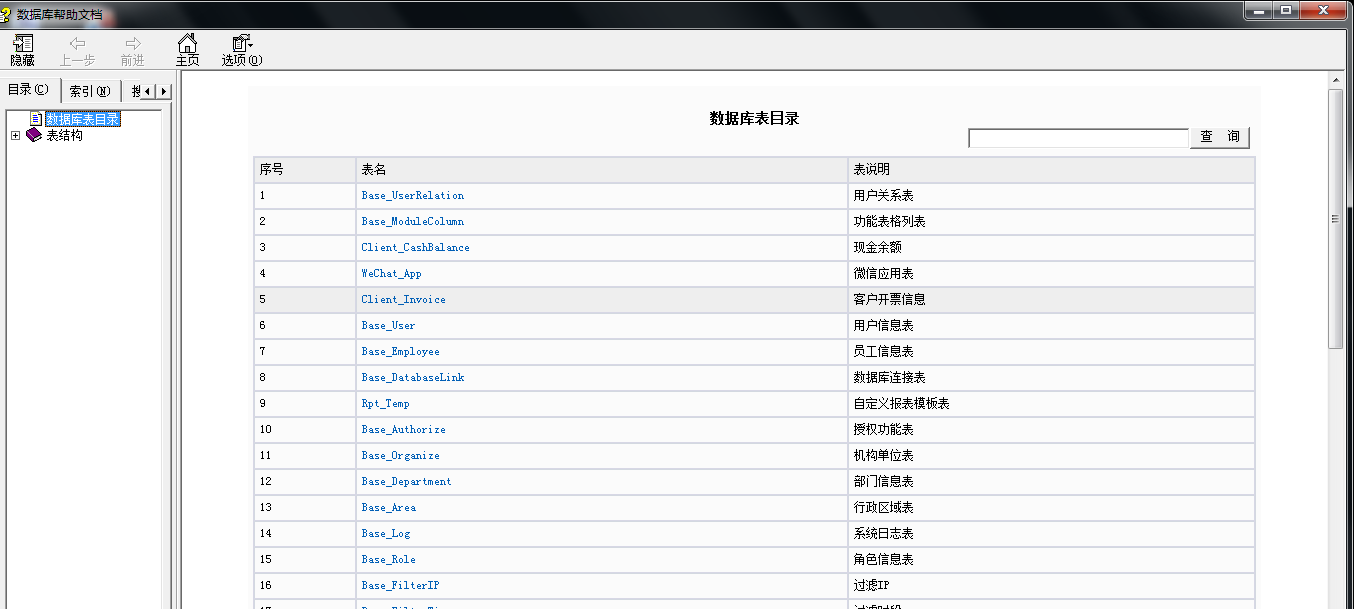 数据库帮助文档
隐藏 上一步 前进 主页 选项(O)
目录(C) 索引(N)
数据库表目录
表结构
数据库表目录
查 询
序号 表名 表说明
1 Base_UserRelation 用户关系表
2 Base_ModuleColumn 功能表格列表
3 Client_CashBalance 现金余额
4 WeChat_App 微信应用表
5 Client_Invoice 客户开票信息
6 Base_User 用户信息表
7 Base_Employee 员工信息表
8 Base_DatabaseLink 数据库连接表
9 Rpt_Temp 自定义报表模板表
10 Base_Authorize 授权功能表
11 Base_Organize 机构单位表
12 Base_Department 部门信息表
13 Base_Area 行政区域表
14 Base_Log 系统日志表
15 Base_Role 角色信息表
16 Base_FilterIP 过滤IP